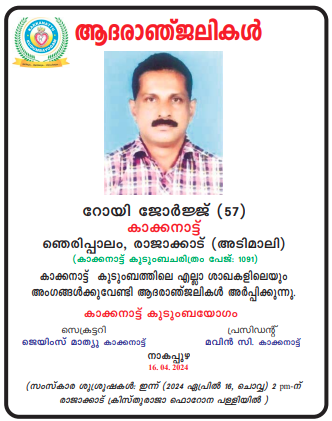 ആദരാഞ്ജലികൾ
റോയി ജോർജ്ജ് (57)
കാക്കനാട്ട്
ഞെരിപ്പാലം, രാജാക്കാട് (അടിമാലി)
(കാക്കനാട്ട് കുടുംബചരിത്രം പേജ്: 1091)
കാക്കനാട്ട് കുടുംബത്തിലെ എല്ലാ ശാഖകളിലെയും
അംഗങ്ങൾക്കുവേണ്ടി ആദരാഞ്ജലികൾ അർപ്പിക്കുന്നു.
കാക്കനാട്ട് കുടുംബയോഗം
സെക്രട്ടറി പ്രസിഡന്റ്
ജെയിംസ് മാത്യു കാക്കനാട്ട് മവിൻ സി. കാക്കനാട്ട്
നാകപ്പുഴ
16. 04. 2024
(സംസ്കാര ശുശ്രൂഷകൾ: ഇന്ന് (2024 ഏപ്രിൽ 16, ചൊവ്വ) 2 pm-ന്
രാജാക്കാട് ക്രിസ്തുരാജാ ഫൊറോന പള്ളിയിൽ )